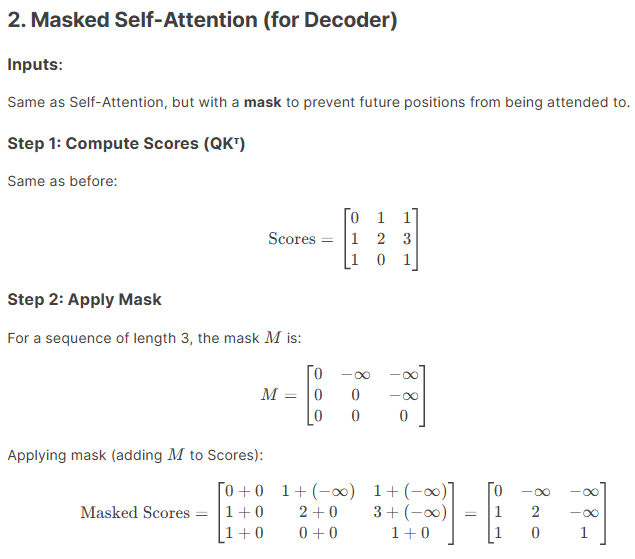 2. Masked Self-Attention (for Decoder)
Inputs:
Same as Self-Attention, but with a mask to prevent future positions from being attended to.
Step 1: Compute Scores (QKᵀ)
Same as before:
Scores = [0 1 1
1 2 3
1 0 1]
Step 2: Apply Mask
For a sequence of length 3, the mask M is:
M = [0 −∞ −∞
0 0 −∞
0 0 0]
Applying mask (adding M to Scores):
Masked Scores = [0 + 0 1 + (−∞) 1 + (−∞)
1 + 0 2 + 0 3 + (−∞)
1 + 0 0 + 0 1 + 0] = [0 −∞ −∞
1 2 −∞
1 0 1]